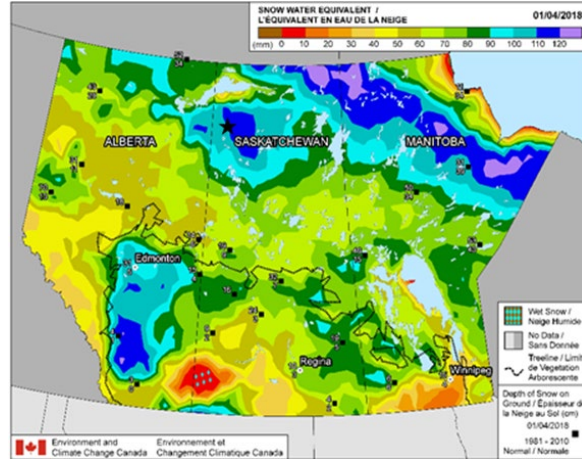 SNOW WATER EQUIVALENT /
L'ÉQUIVALENT EN EAU DE LA NEIGE
01/04/2018
(mm) 0 10 20 30 40 50 60 70 80 90 100 110 120
ALBERTA
SASKATCHEWAN
MANITOBA
Edmonton
Regina
Winnipeg
Wet Snow /
Neige Humide
No Data /
Sans Donnée
Treeline / Limit
de Vegetation
Arborescente
Depth of Snow on
Ground / Épaisseur de
la Neige au Sol (cm)
01/04/2018
1981 - 2010
Normal / Normale
Environment and
Climate Change Canada
Environnement et
Changement Climatique Canada